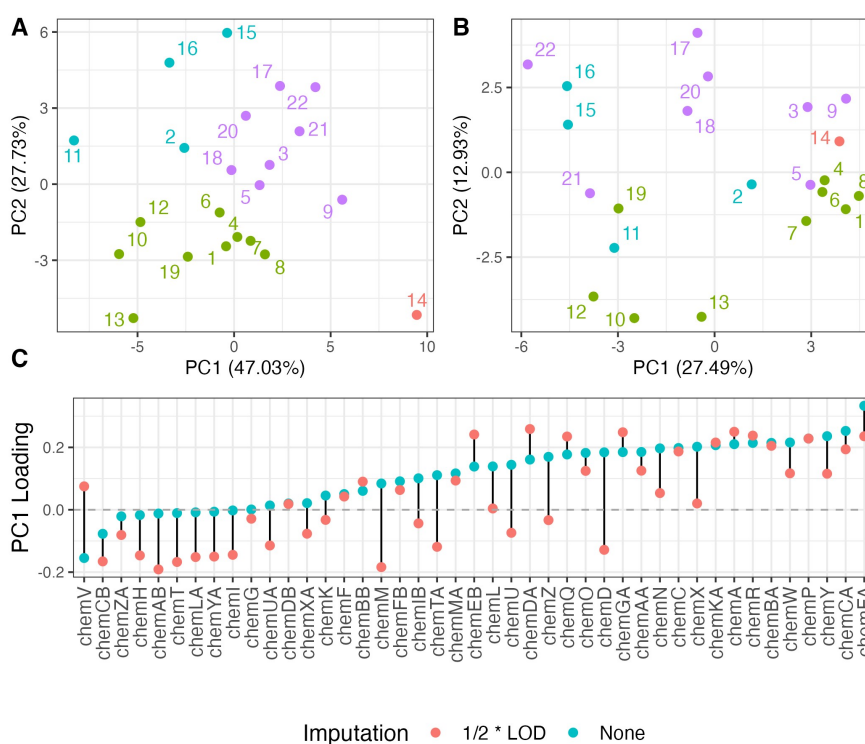 A
B
6
3
0
-3
PC2 (27.73%)
15
16
17
22
20
21
2
11
18
3
5
9
6
12
4
10
1
7
8
19
13
14
-5
0
5
10
PC1 (47.03%)
2.5
0.0
-2.5
PC2 (12.93%)
17
22
16
20
15
18
3
9
14
4
8
5
21
19
2
6
1
7
11
12
10
13
-6
-3
0
3
PC1 (27.49%)
C
PC1 Loading
0.2
0.0
-0.2
chemV
chemCB
chemZA
chemH
chemAB
chemT
chemLA
chemYA
chemI
chemG
chemUA
chemDB
chemXA
chemK
chemF
chemBB
chemM
chemFB
chemIB
chemTA
chemMA
chemEB
chemL
chemU
chemDA
chemZ
chemQ
chemO
chemD
chemGA
chemAA
chemN
chemC
chemX
chemKA
chemA
chemR
chemBA
chemW
chemP
chemY
chemCA
chemEA
Imputation 1/2 * LOD None